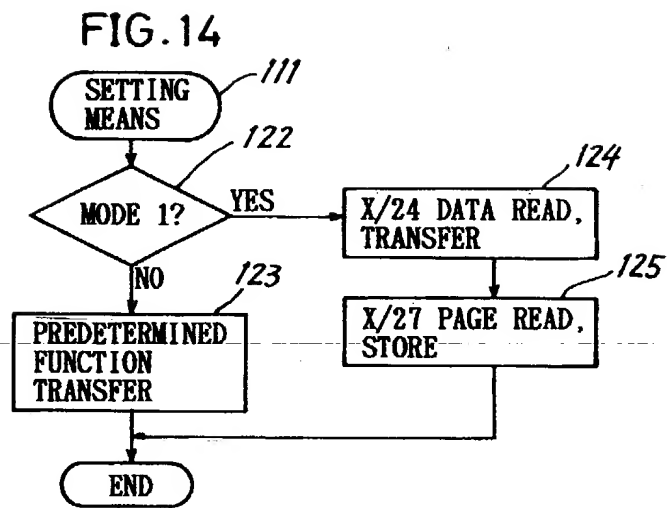 FIG.14
SETTING
MEANS
111
122
MODE 1?
YES
NO
124
X/24 DATA READ,
TRANSFER
125
X/27 PAGE READ,
STORE
123
PREDETERMINED
FUNCTION
TRANSFER
END